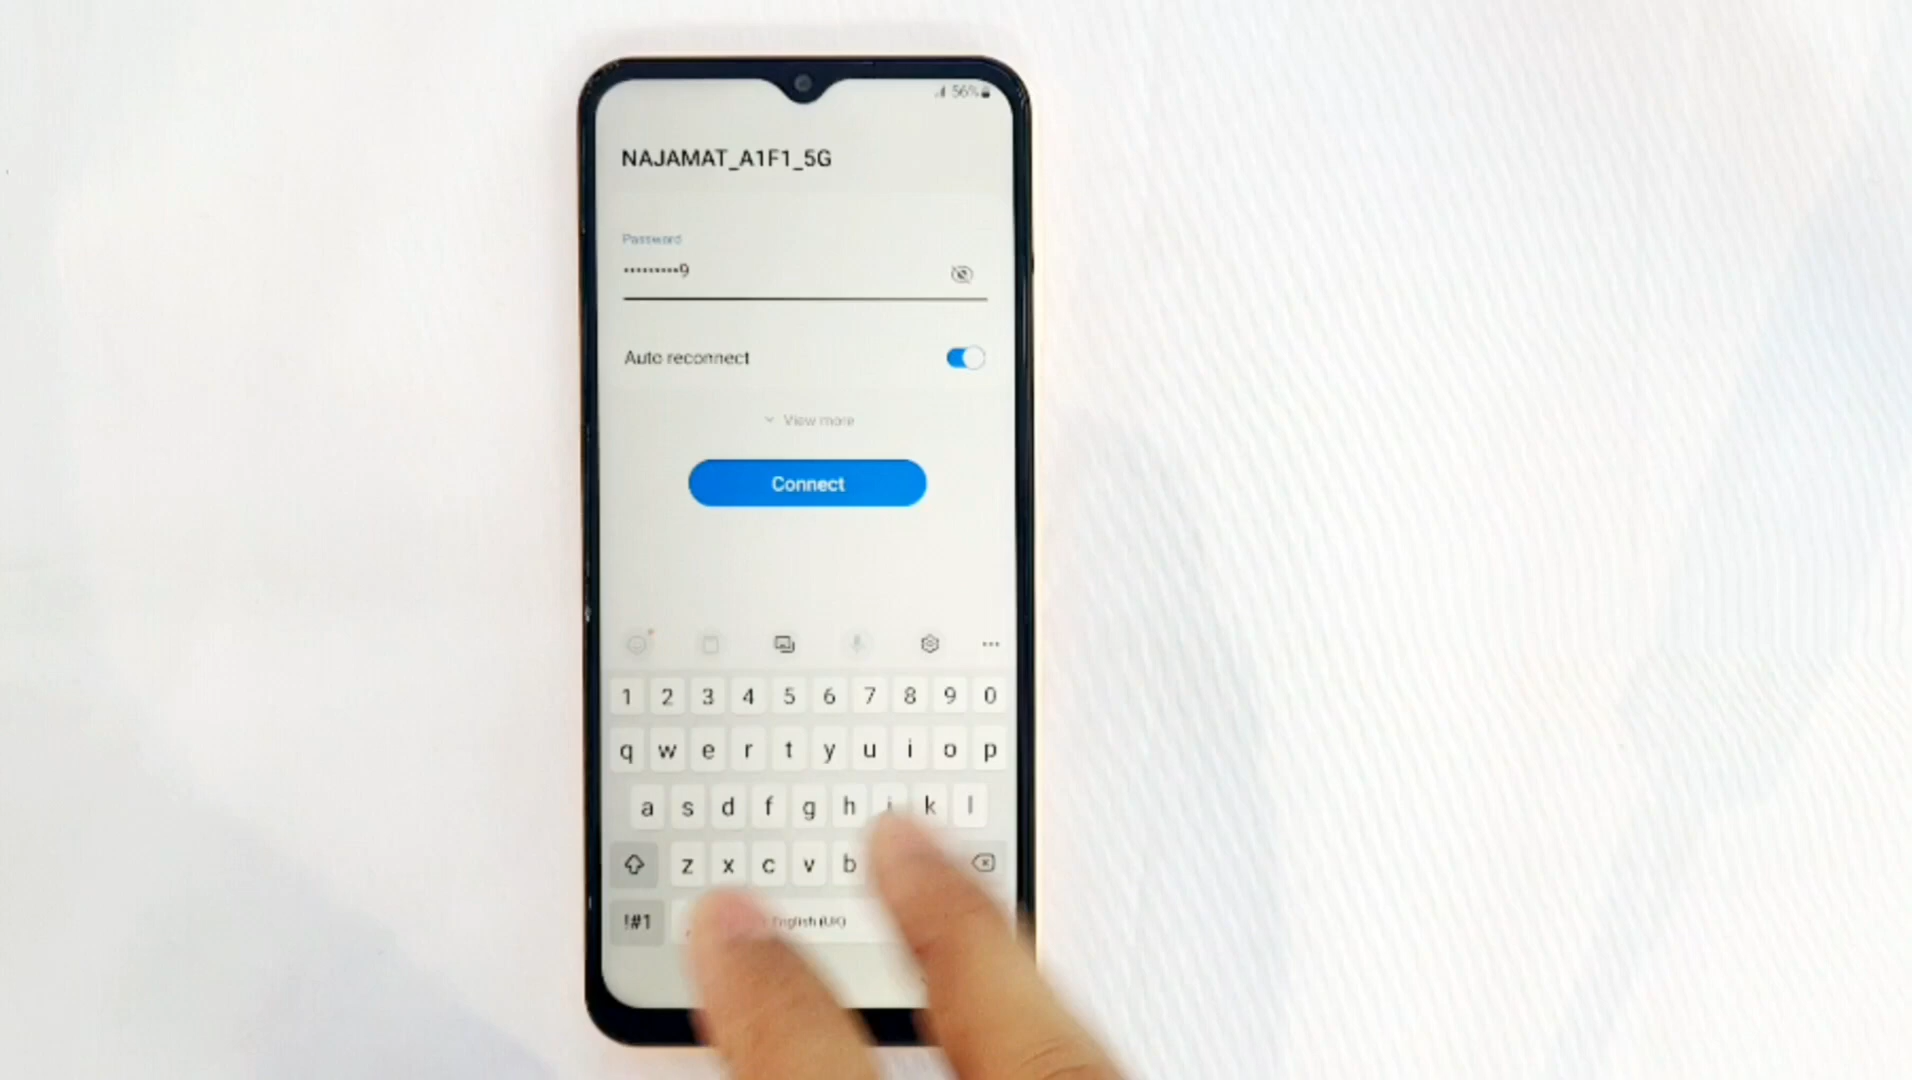 56%
NAJAMAT_A1F1_5G
Password
•••••••••9
Auto reconnect
View more
Connect
1 2 3 4 5 6 7 8 9 0
q w e r t y u i o p
a s d f g h j k l
z x c v b
!#1 English (UK)